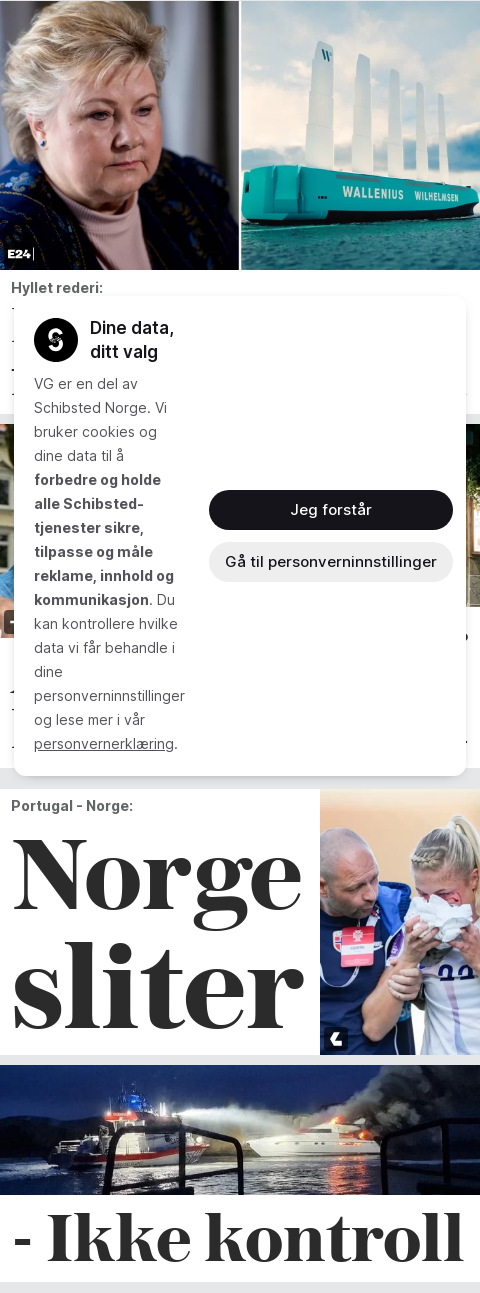 E24
WALLENIUS WILHELMSEN
Hyllet rederi:
Dine data,
ditt valg
VG er en del av
Schibsted Norge. Vi
bruker cookies og
dine data til å
forbedre og holde
alle Schibsted-
tjenester sikre,
tilpasse og måle
reklame, innhold og
kommunikasjon. Du
kan kontrollere hvilke
data vi får behandle i
dine
personverninnstillinger
og lese mer i vår
personvernerklæring.
Jeg forstår
Gå til personverninnstillinger
Portugal - Norge:
Norge
sliter
- Ikke kontroll